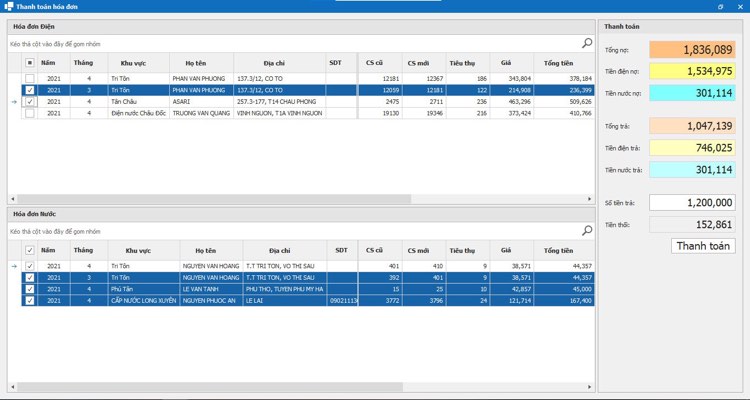 Thanh toán hóa đơn
Hóa đơn Điện
Kéo thả cột vào đây để gom nhóm
Năm Tháng Khu vực Họ tên Địa chỉ SDT CS cũ CS mới Tiêu thụ Giá Tổng tiền
2021 4 Tri Tôn PHAN VAN PHUONG 137.3/12, CO TO 12181 12367 186 343,804 378,184
2021 3 Tri Tôn PHAN VAN PHUONG 137.3/12, CO TO 12059 12181 122 214,908 236,399
2021 4 Tân Châu ASARI 257.3-177, T14 CHAU PHONG 2475 2711 236 463,296 509,626
2021 4 Điện nước Châu Đốc TRUONG VAN QUANG VINH NGUON, T1A VINH NGUON 19130 19346 216 373,424 410,766
Hóa đơn Nước
Kéo thả cột vào đây để gom nhóm
Năm Tháng Khu vực Họ tên Địa chỉ SDT CS cũ CS mới Tiêu thụ Giá Tổng tiền
2021 4 Tri Tôn NGUYEN VAN HOANG T.T TRI TON, VO THI SAU 401 410 9 38,571 44,357
2021 3 Tri Tôn NGUYEN VAN HOANG T.T TRI TON, VO THI SAU 392 401 9 38,571 44,357
2021 4 Phú Tân LE VAN TANH PHU THO, TUYEN PHU MY HA 15 25 10 42,857 45,000
2021 4 CẤP NƯỚC LONG XUYÊN NGUYEN PHUOC AN LE LAI 09021113 3772 3796 24 121,714 167,400
Thanh toán
Tổng nợ: 1,836,089
Tiền điện nợ: 1,534,975
Tiền nước nợ: 301,114
Tổng trả: 1,047,139
Tiền điện trả: 746,025
Tiền nước trả: 301,114
Số tiền trả: 1,200,000
Tiền thối: 152,861
Thanh toán